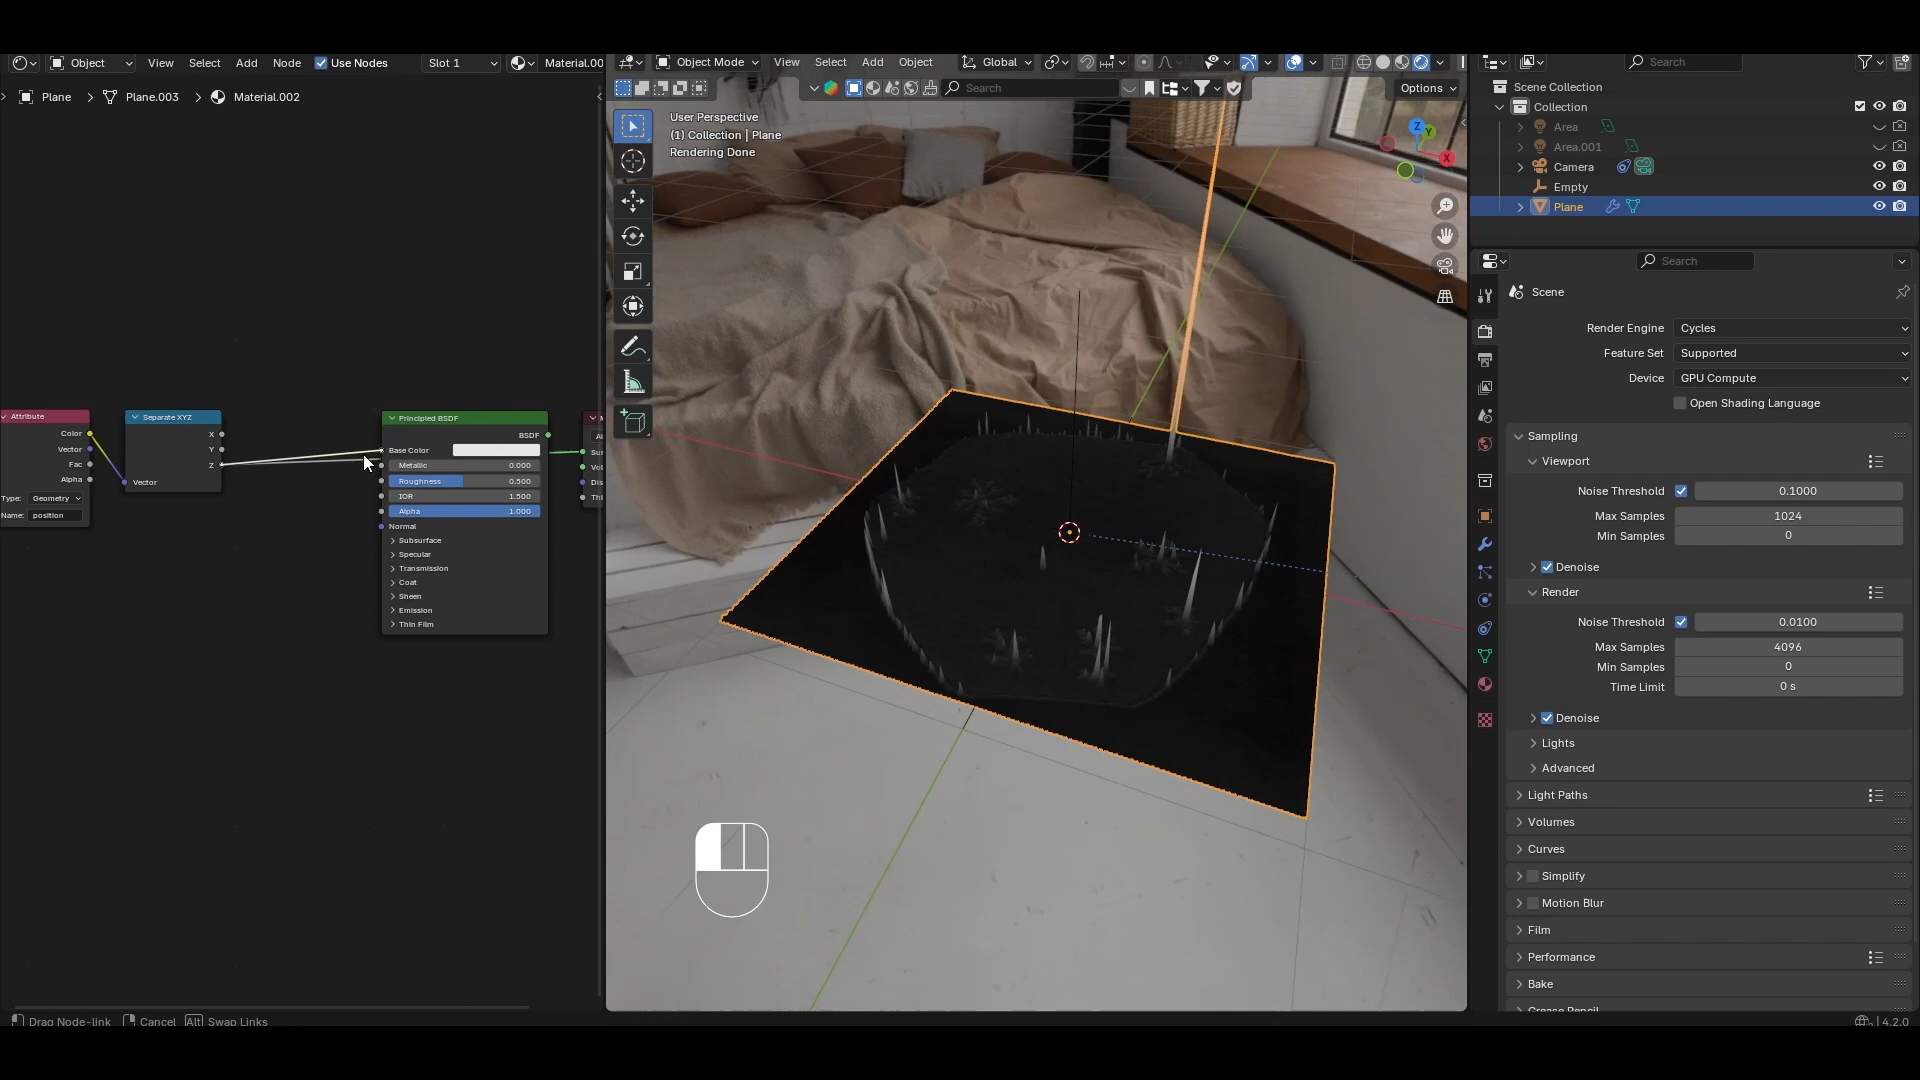 Object
View
Select
Add
Node
Use Nodes
Slot 1
Material.00
Plane
Plane.003
Material.002
Attribute
Color
Vector
Fac
Alpha
Type:
Geometry
Name:
position
Separate XYZ
X
Y
Z
Vector
Principled BSDF
BSDF
Base Color
Metallic
0.000
Roughness
0.500
IOR
1.500
Alpha
1.000
Normal
Subsurface
Specular
Transmission
Coat
Sheen
Emission
Thin Film
Al
Sur
Vol
Dis
Thi
Object Mode
View
Select
Add
Object
Global
Search
Options
User Perspective
(1) Collection | Plane
Rendering Done
Z
Y
X
Search
Scene Collection
Collection
Area
Area.001
Camera
Empty
Plane
Search
Scene
Render Engine
Cycles
Feature Set
Supported
Device
GPU Compute
Open Shading Language
Sampling
Viewport
Noise Threshold
0.1000
Max Samples
1024
Min Samples
0
Denoise
Render
Noise Threshold
0.0100
Max Samples
4096
Min Samples
0
Time Limit
0 s
Denoise
Lights
Advanced
Light Paths
Volumes
Curves
Simplify
Motion Blur
Film
Performance
Bake
Grease Pencil
Drag Node-link
Cancel
Alt
Swap Links
4.2.0